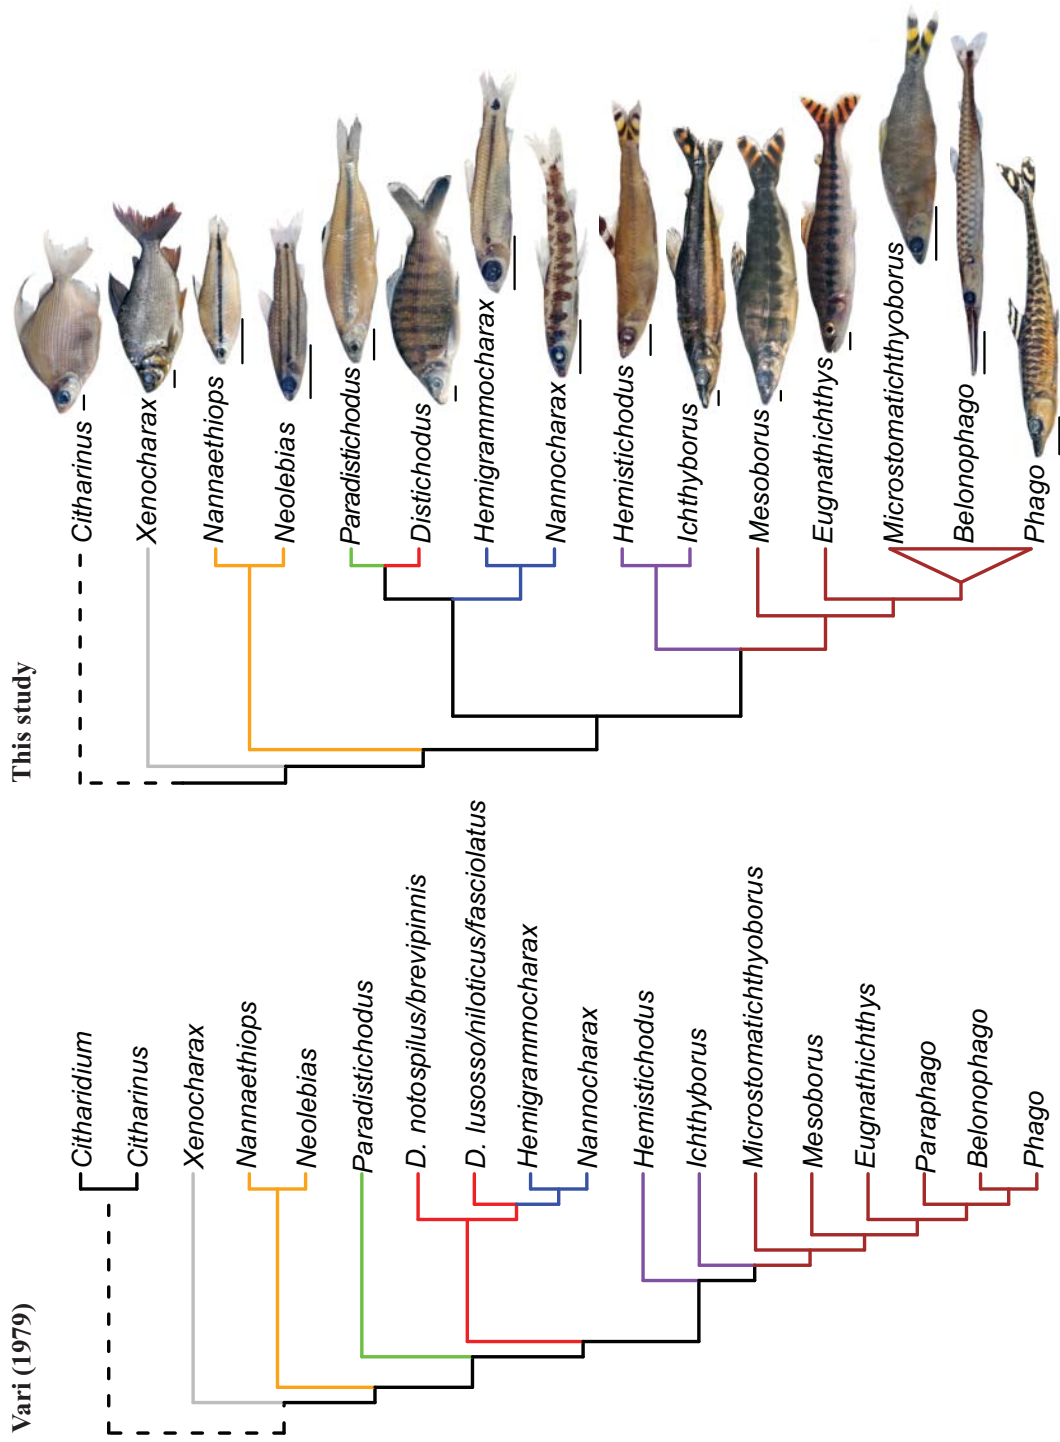 Vari (1979)
Citharidium
Citharinus
Xenocharax
Nannaethiops
Neolebias
Paradistichodus
D. notospilus/brevipinnis
D. lusosso/niloticus/fasciolatus
Hemigrammocharax
Nannocharax
Hemistichodus
Ichthyborus
Microstomatichthyoborus
Mesoborus
Eugnathichthys
Paraphago
Belonophago
Phago
This study
Citharinus
Xenocharax
Nannaethiops
Neolebias
Paradistichodus
Distichodus
Hemigrammocharax
Nannocharax
Hemistichodus
Ichthyborus
Mesoborus
Eugnathichthys
Microstomatichthyoborus
Belonophago
Phago